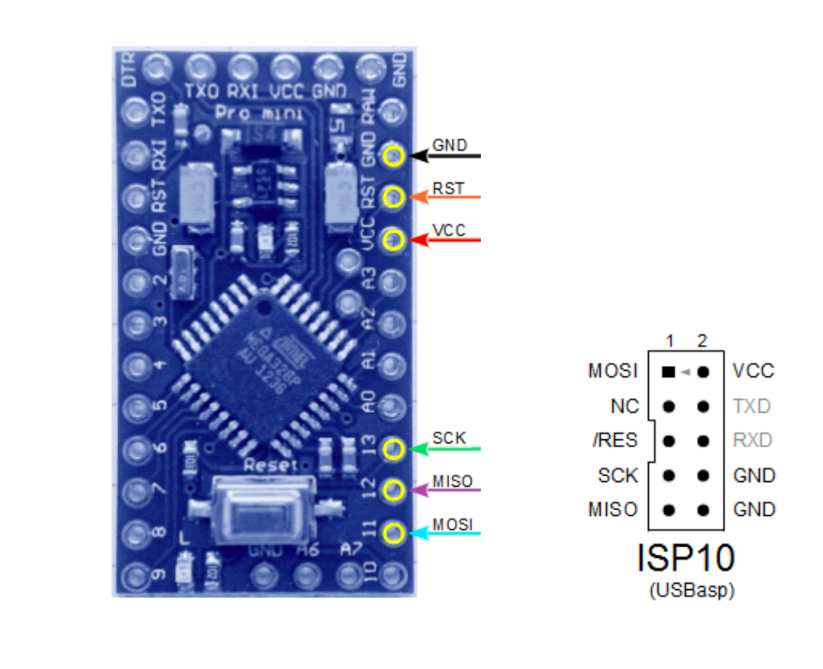 DTR
TXO RXI VCC GND
GND
Pro mini
TXO
RXI
RST
GND
2
3
4
5
6
7
8
9
RAW
GND
RST
VCC
A3
A2
A1
A0
13
12
11
10
GND
RST
VCC
SCK
MISO
MOSI
ATMEL
MEGA328P
AU 1236
Reset
L
GND A6 A7
1 2
MOSI VCC
NC TXD
/RES RXD
SCK GND
MISO GND
ISP10
(USBasp)